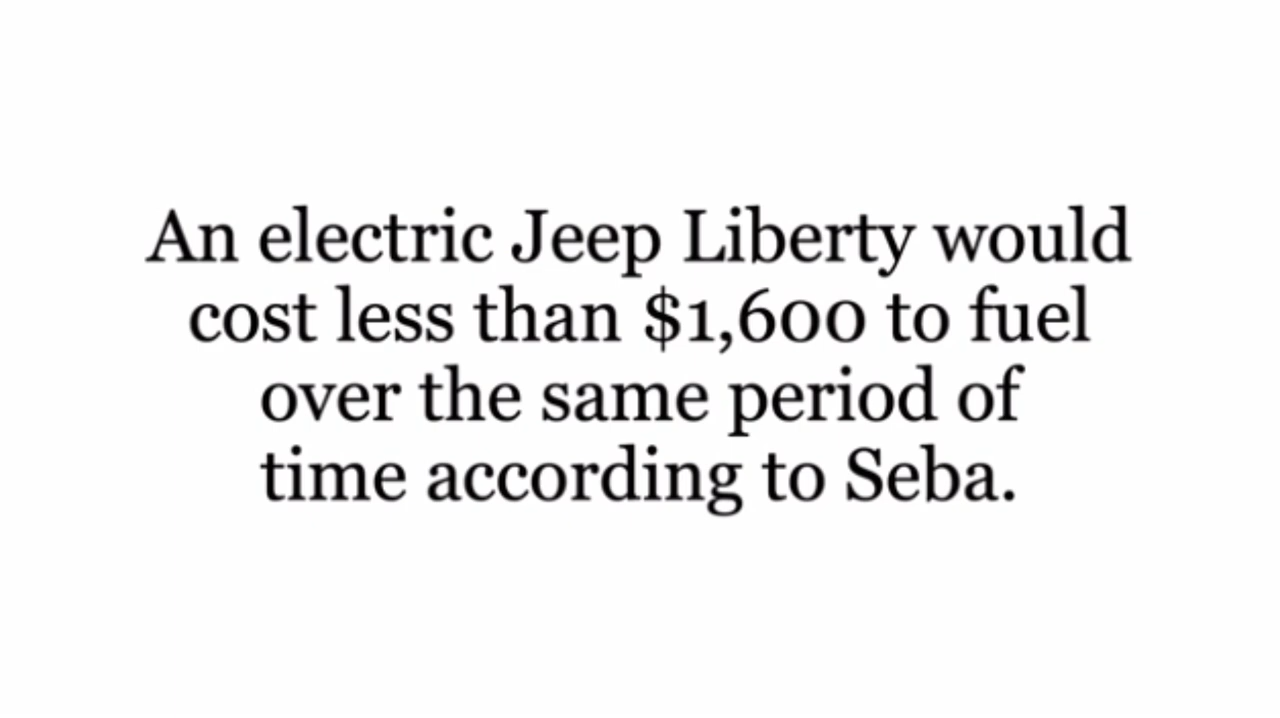 An electric Jeep Liberty would
cost less than $1,600 to fuel
over the same period of
time according to Seba.